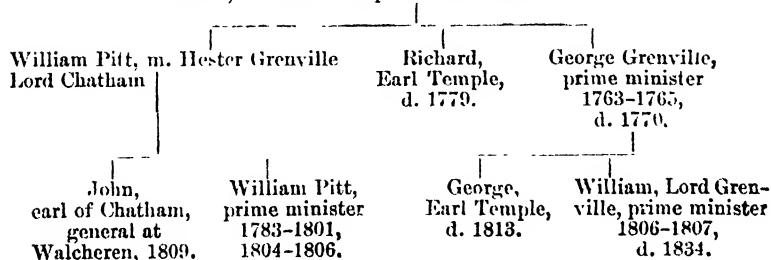 William Pitt, m. Hester Grenville
Lord Chatham
Richard,
Earl Temple,
d. 1779.
George Grenville,
prime minister
1763-1765,
d. 1770.
John,
earl of Chatham,
general at
Walcheren, 1809.
William Pitt,
prime minister
1783-1801,
1804-1806.
George,
Earl Temple,
d. 1813.
William, Lord Gren-
ville, prime minister
1806-1807,
d. 1834.